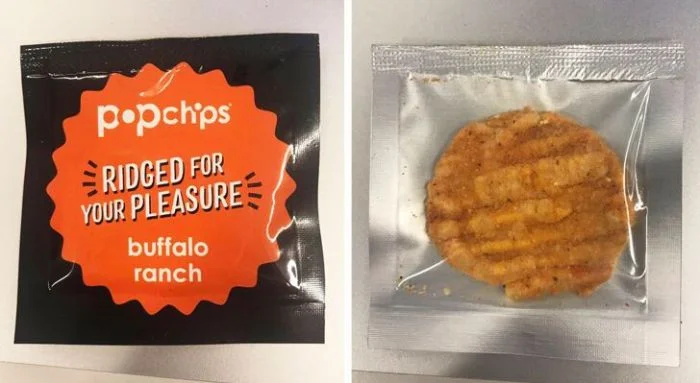 popchips
RIDGED FOR
YOUR PLEASURE
buffalo
ranch